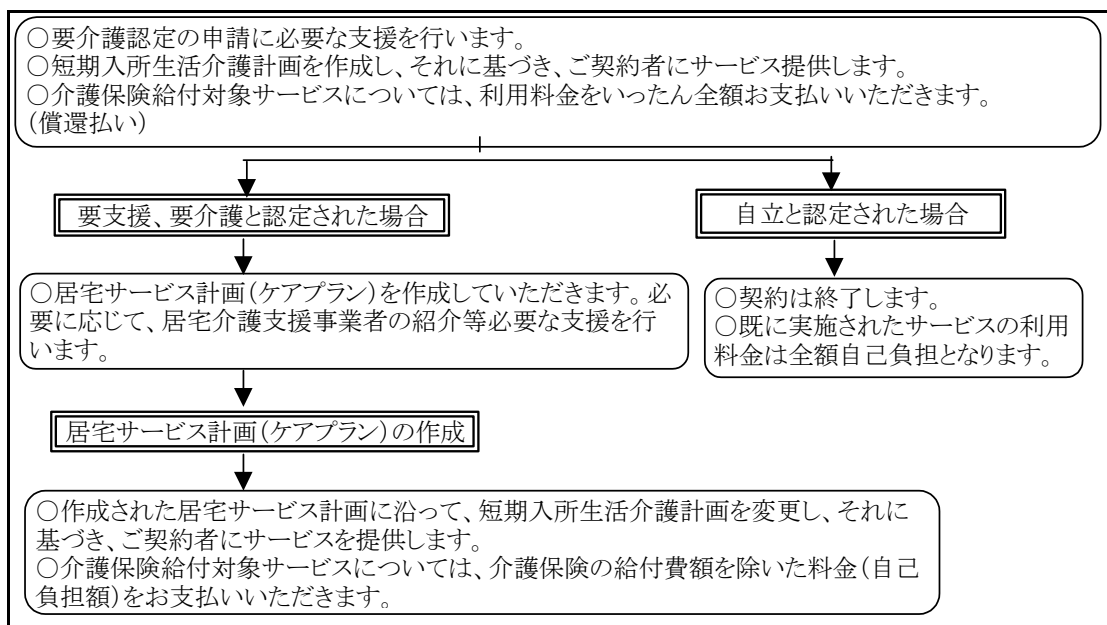 ○要介護認定の申請に必要な支援を行います。
○短期入所生活介護計画を作成し、それに基づき、ご契約者にサービス提供します。
○介護保険給付対象サービスについては、利用料金をいったん全額お支払いいただきます。
(償還払い)
要支援、要介護と認定された場合
自立と認定された場合
○居宅サービス計画(ケアプラン)を作成していただきます。必
要に応じて、居宅介護支援事業者の紹介等必要な支援を行
います。
○契約は終了します。
○既に実施されたサービスの利用
料金は全額自己負担となります。
居宅サービス計画(ケアプラン)の作成
○作成された居宅サービス計画に沿って、短期入所生活介護計画を変更し、それに
基づき、ご契約者にサービスを提供します。
○介護保険給付対象サービスについては、介護保険の給付費額を除いた料金(自己
負担額)をお支払いいただきます。